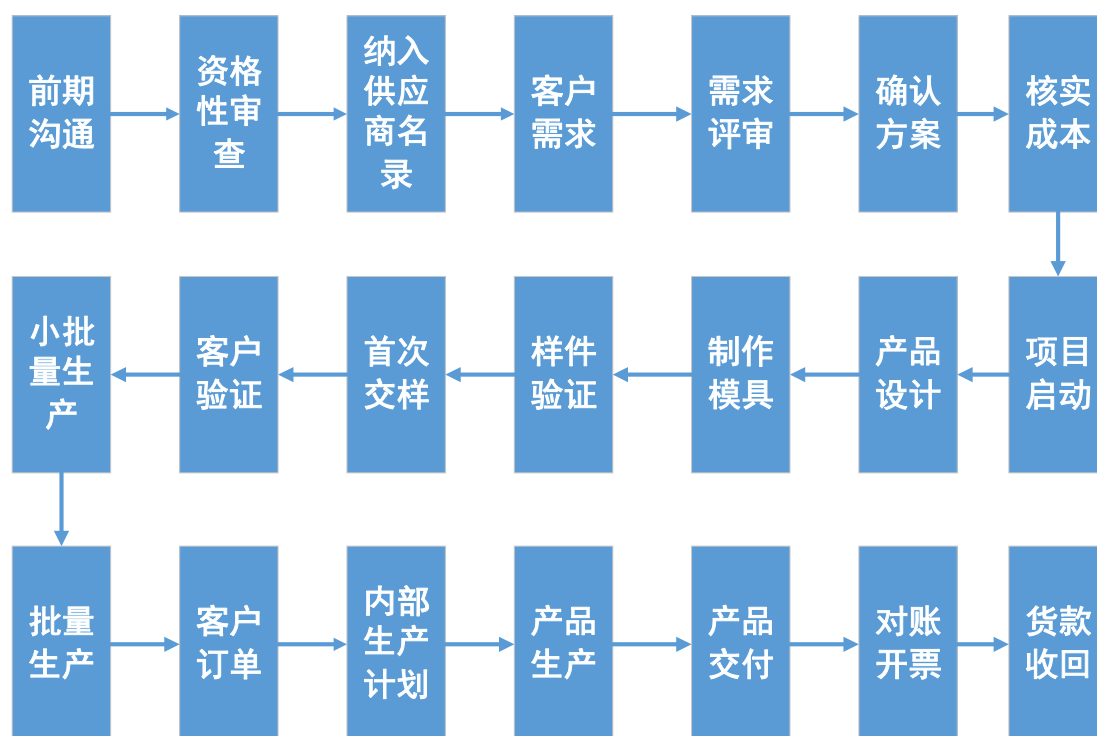 前期
沟通
资格
性审
查
纳入
供应
商名
录
客户
需求
需求
评审
确认
方案
核实
成本
小批
量生
产
客户
验证
首次
交样
样件
验证
制作
模具
产品
设计
项目
启动
批量
生产
客户
订单
内部
生产
计划
产品
生产
产品
交付
对账
开票
货款
收回